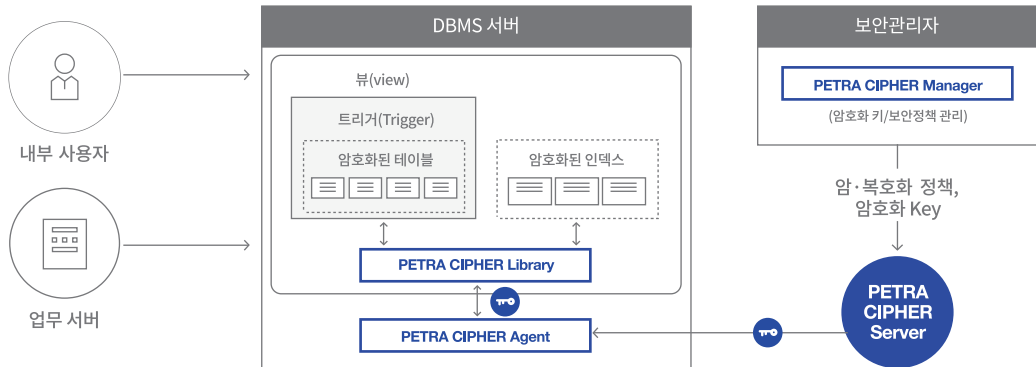 DBMS 서버
보안관리자
뷰(view)
트리거(Trigger)
암호화된 테이블
암호화된 인덱스
PETRA CIPHER Manager
(암호화 키/보안정책 관리)
내부 사용자
암·복호화 정책,
암호화 Key
PETRA CIPHER Library
PETRA
CIPHER
Server
업무 서버
PETRA CIPHER Agent